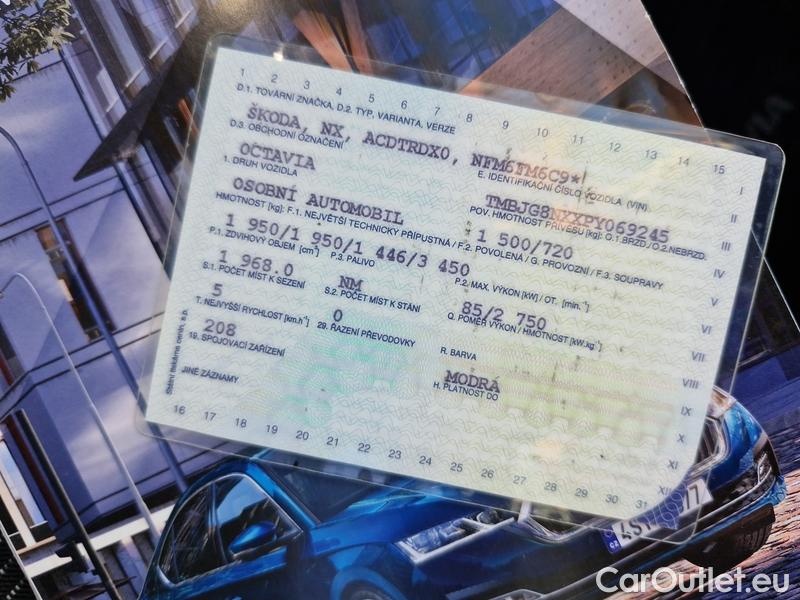 1 2 3 4 5 6 7 8 9 10 11 12 13 14 15
D.1. TOVÁRNÍ ZNAČKA, D.2. TYP, VARIANTA, VERZE
ŠKODA, NX, ACDTRDX0, NFM6FM6C9*
D.3. OBCHODNÍ OZNAČENÍ
E. IDENTIFIKAČNÍ ČÍSLO VOZIDLA (VIN)
OCTAVIA
TMBJG8NXXPY069245
1. DRUH VOZIDLA
POV. HMOTNOST PŘÍVĚSU [kg]: O.1.BRZD./O.2.NEBRZD.
OSOBNÍ AUTOMOBIL
1 500/720
HMOTNOST [kg]: F.1. NEJVĚTŠÍ TECHNICKY PŘÍPUSTNÁ / F.2. POVOLENÁ / G. PROVOZNÍ / F.3. SOUPRAVY
1 950/1 950/1 446/3 450
P.1. ZDVIHOVÝ OBJEM [cm³]
P.3. PALIVO
P.2. MAX. VÝKON [kW] / OT. [min.⁻¹]
1 968.0
NM
85/2 750
S.1. POČET MÍST K SEZENÍ
S.2. POČET MÍST K STÁNÍ
Q. POMĚR VÝKON / HMOTNOST [kW.kg⁻¹]
5
0
T. NEJVYŠŠÍ RYCHLOST [km.h⁻¹]
29. ŘAZENÍ PŘEVODOVKY
R. BARVA
208
MODRÁ
19. SPOJOVACÍ ZAŘÍZENÍ
H. PLATNOST DO
JINÉ ZÁZNAMY
Státní tiskárna cenin, s.p.
I
II
III
IV
V
VI
VII
VIII
IX
X
XI
XII
16 17 18 19 20 21 22 23 24 25 26 27 28 29 30 31
CarOutlet.eu